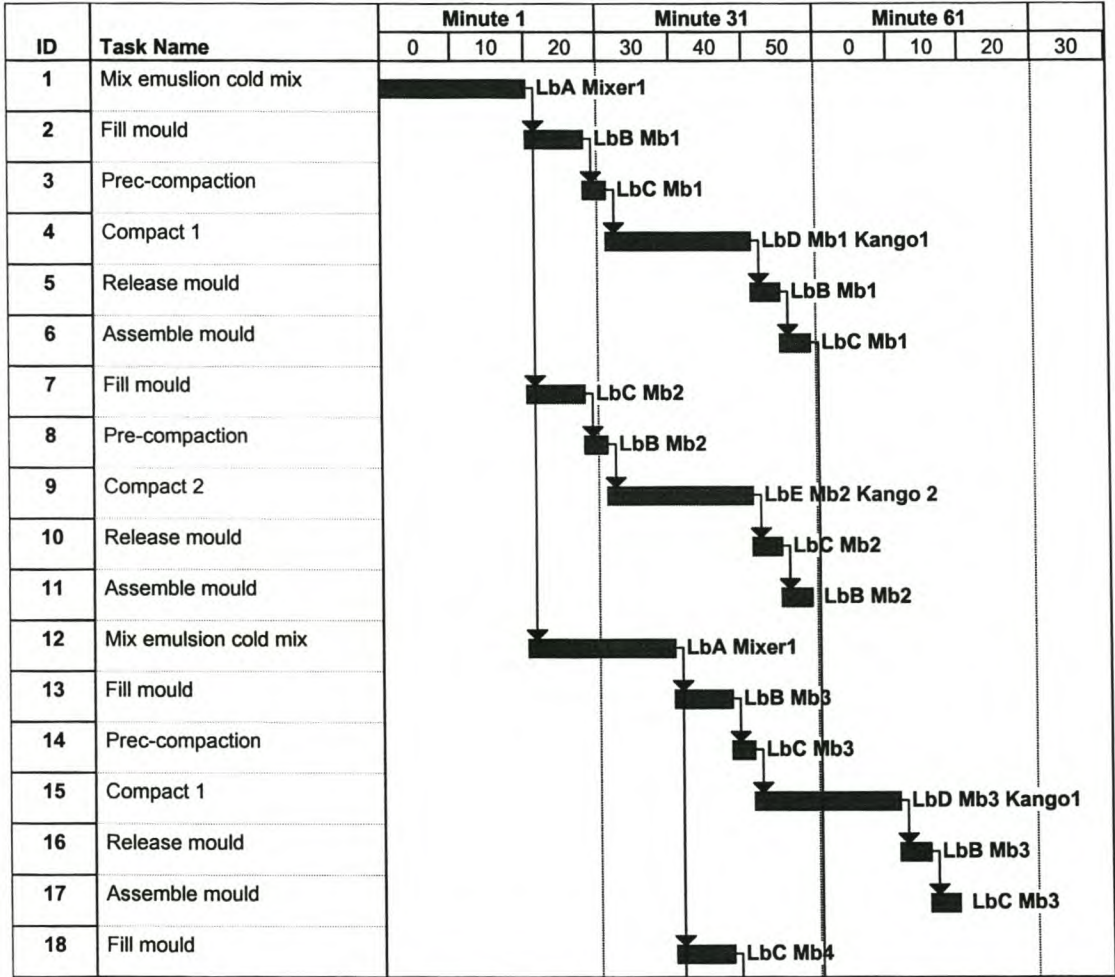 Minute 1 Minute 31 Minute 61
ID Task Name 0 10 20 30 40 50 0 10 20 30
1 Mix emuslion cold mix LbA Mixer1
2 Fill mould LbB Mb1
3 Prec-compaction LbC Mb1
4 Compact 1 LbD Mb1 Kango1
5 Release mould LbB Mb1
6 Assemble mould LbC Mb1
7 Fill mould LbC Mb2
8 Pre-compaction LbB Mb2
9 Compact 2 LbE Mb2 Kango 2
10 Release mould LbC Mb2
11 Assemble mould LbB Mb2
12 Mix emulsion cold mix LbA Mixer1
13 Fill mould LbB Mb3
14 Prec-compaction LbC Mb3
15 Compact 1 LbD Mb3 Kango1
16 Release mould LbB Mb3
17 Assemble mould LbC Mb3
18 Fill mould LbC Mb4